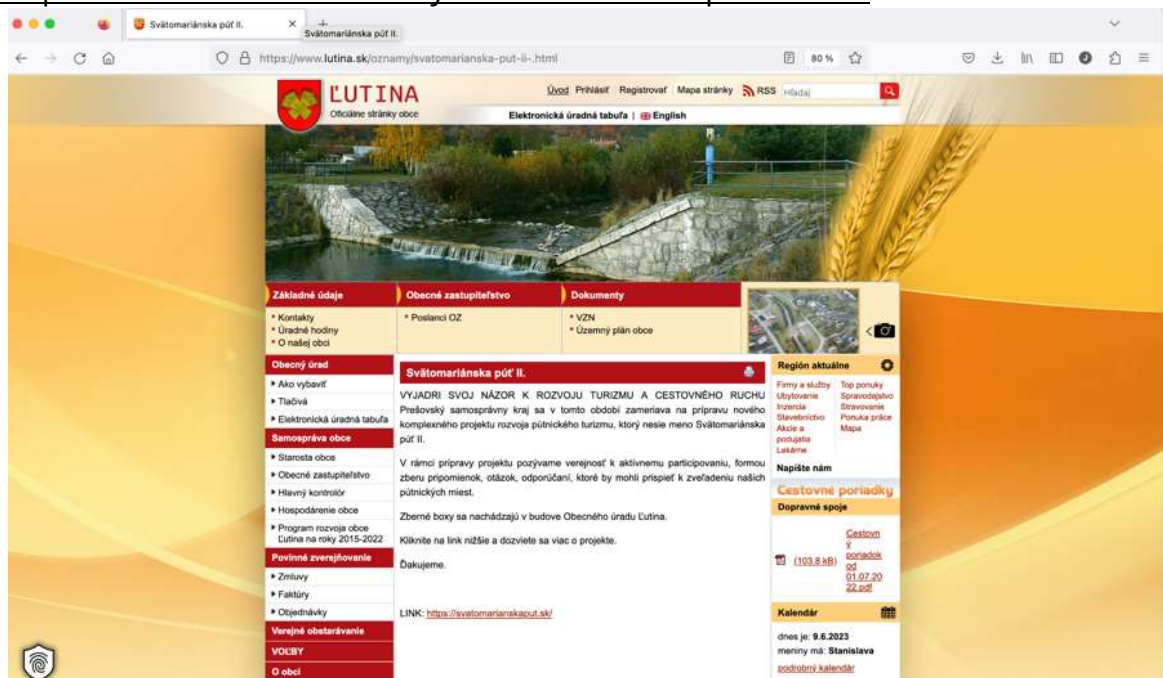 Svätomariánska púť II.
Svätomariánska púť II.
https://www.lutina.sk/oznamy/svatomarianska-put-ii-.html
80 %
ĽUTINA
Oficiálne stránky obce
Úvod Prihlásiť Registrovať Mapa stránky RSS Hľadaj
Elektronická úradná tabuľa | English
Základné údaje
Kontakty
Úradné hodiny
O našej obci
Obecné zastupiteľstvo
Poslanci OZ
Dokumenty
VZN
Územný plán obce
Obecný úrad
Ako vybaviť
Tlačivá
Elektronická úradná tabuľa
Samospráva obce
Starosta obce
Obecné zastupiteľstvo
Hlavný kontrolór
Hospodárenie obce
Program rozvoja obce
Ľutina na roky 2015-2022
Povinné zverejňovanie
Zmluvy
Faktúry
Objednávky
Verejné obstarávanie
VOĽBY
O obci
Svätomariánska púť II.
VYJADRI SVOJ NÁZOR K ROZVOJU TURIZMU A CESTOVNÉHO RUCHU
Prešovský samosprávny kraj sa v tomto období zameriava na prípravu nového
komplexného projektu rozvoja pútnického turizmu, ktorý nesie meno Svätomariánska
púť II.
V rámci prípravy projektu pozývame verejnosť k aktívnemu participovaniu, formou
zberu pripomienok, otázok, odporúčaní, ktoré by mohli prispieť k zveľadeniu našich
pútnických miest.
Zberné boxy sa nachádzajú v budove Obecného úradu Ľutina.
Kliknite na link nižšie a dozviete sa viac o projekte.
Ďakujeme.
LINK: https://svatomarianskaput.sk/
Región aktuálne
Firmy a služby
Ubytovanie
Inzercia
Stavebníctvo
Akcie a
podujatia
Lekárne
Top ponuky
Spravodajstvo
Stravovanie
Ponuka práce
Mapa
Napíšte nám
Cestovné poriadky
Dopravné spoje
(103.8 kB)
Cestovn
ý
poriadok
od
01.07.20
22.pdf
Kalendár
dnes je: 9.6.2023
meniny má: Stanislava
podrobný kalendár